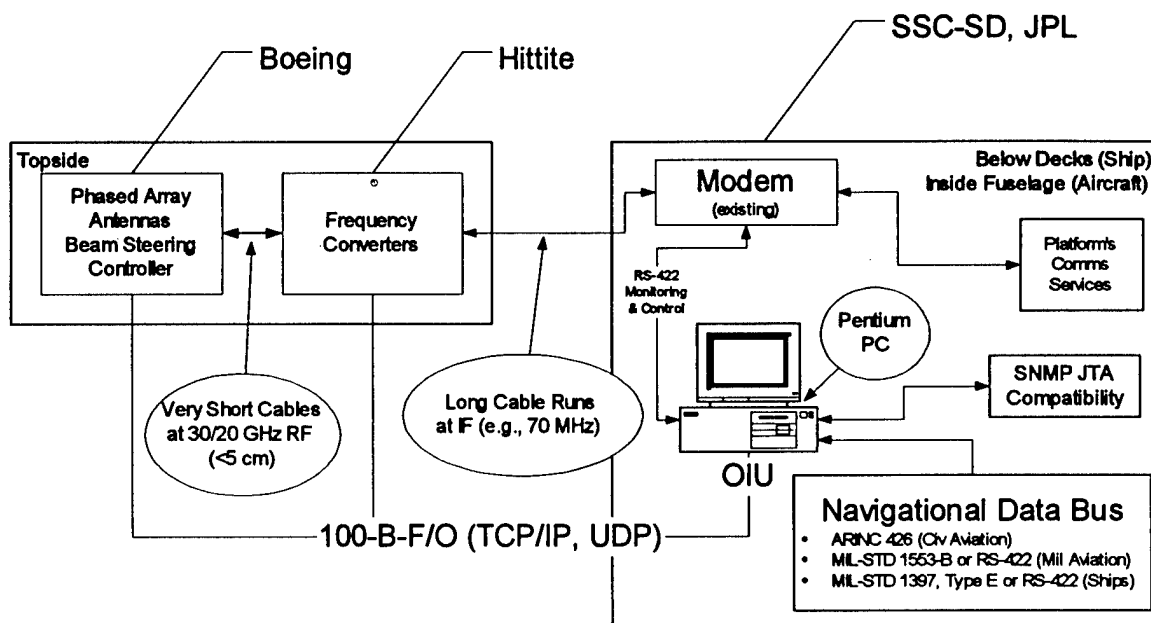 SSC-SD, JPL
Boeing
Hittite
Topside
Phased Array
Antennas
Beam Steering
Controller
Frequency
Converters
Below Decks (Ship)
Inside Fuselage (Aircraft)
Modem
(existing)
Platform's
Comms
Services
RS-422
Monitoring
& Control
Pentium
PC
SNMP JTA
Compatibility
Very Short Cables
at 30/20 GHz RF
(<5 cm)
Long Cable Runs
at IF (e.g., 70 MHz)
OIU
100-B-F/O (TCP/IP, UDP)
Navigational Data Bus
• ARINC 426 (Civ Aviation)
• MIL-STD 1553-B or RS-422 (Mil Aviation)
• MIL-STD 1397, Type E or RS-422 (Ships)